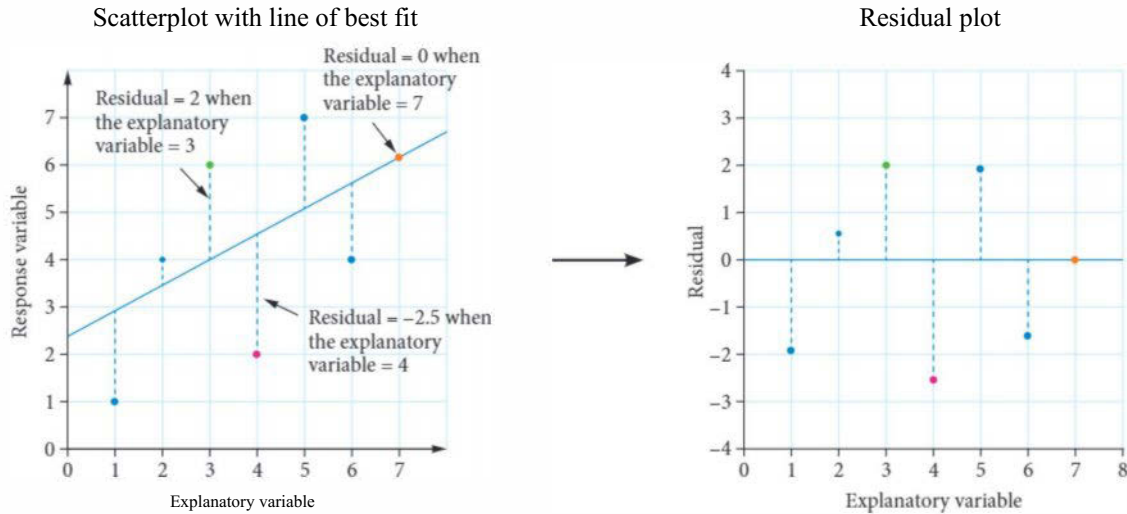 Scatterplot with line of best fit
Residual = 0 when
the explanatory
variable = 7
Residual = 2 when
the explanatory
variable = 3
Residual = −2.5 when
the explanatory
variable = 4
Response variable
7
6
5
4
3
2
1
0
0 1 2 3 4 5 6 7
Explanatory variable
Residual plot
Residual
4
3
2
1
0
−1
−2
−3
−4
0 1 2 3 4 5 6 7 8
Explanatory variable